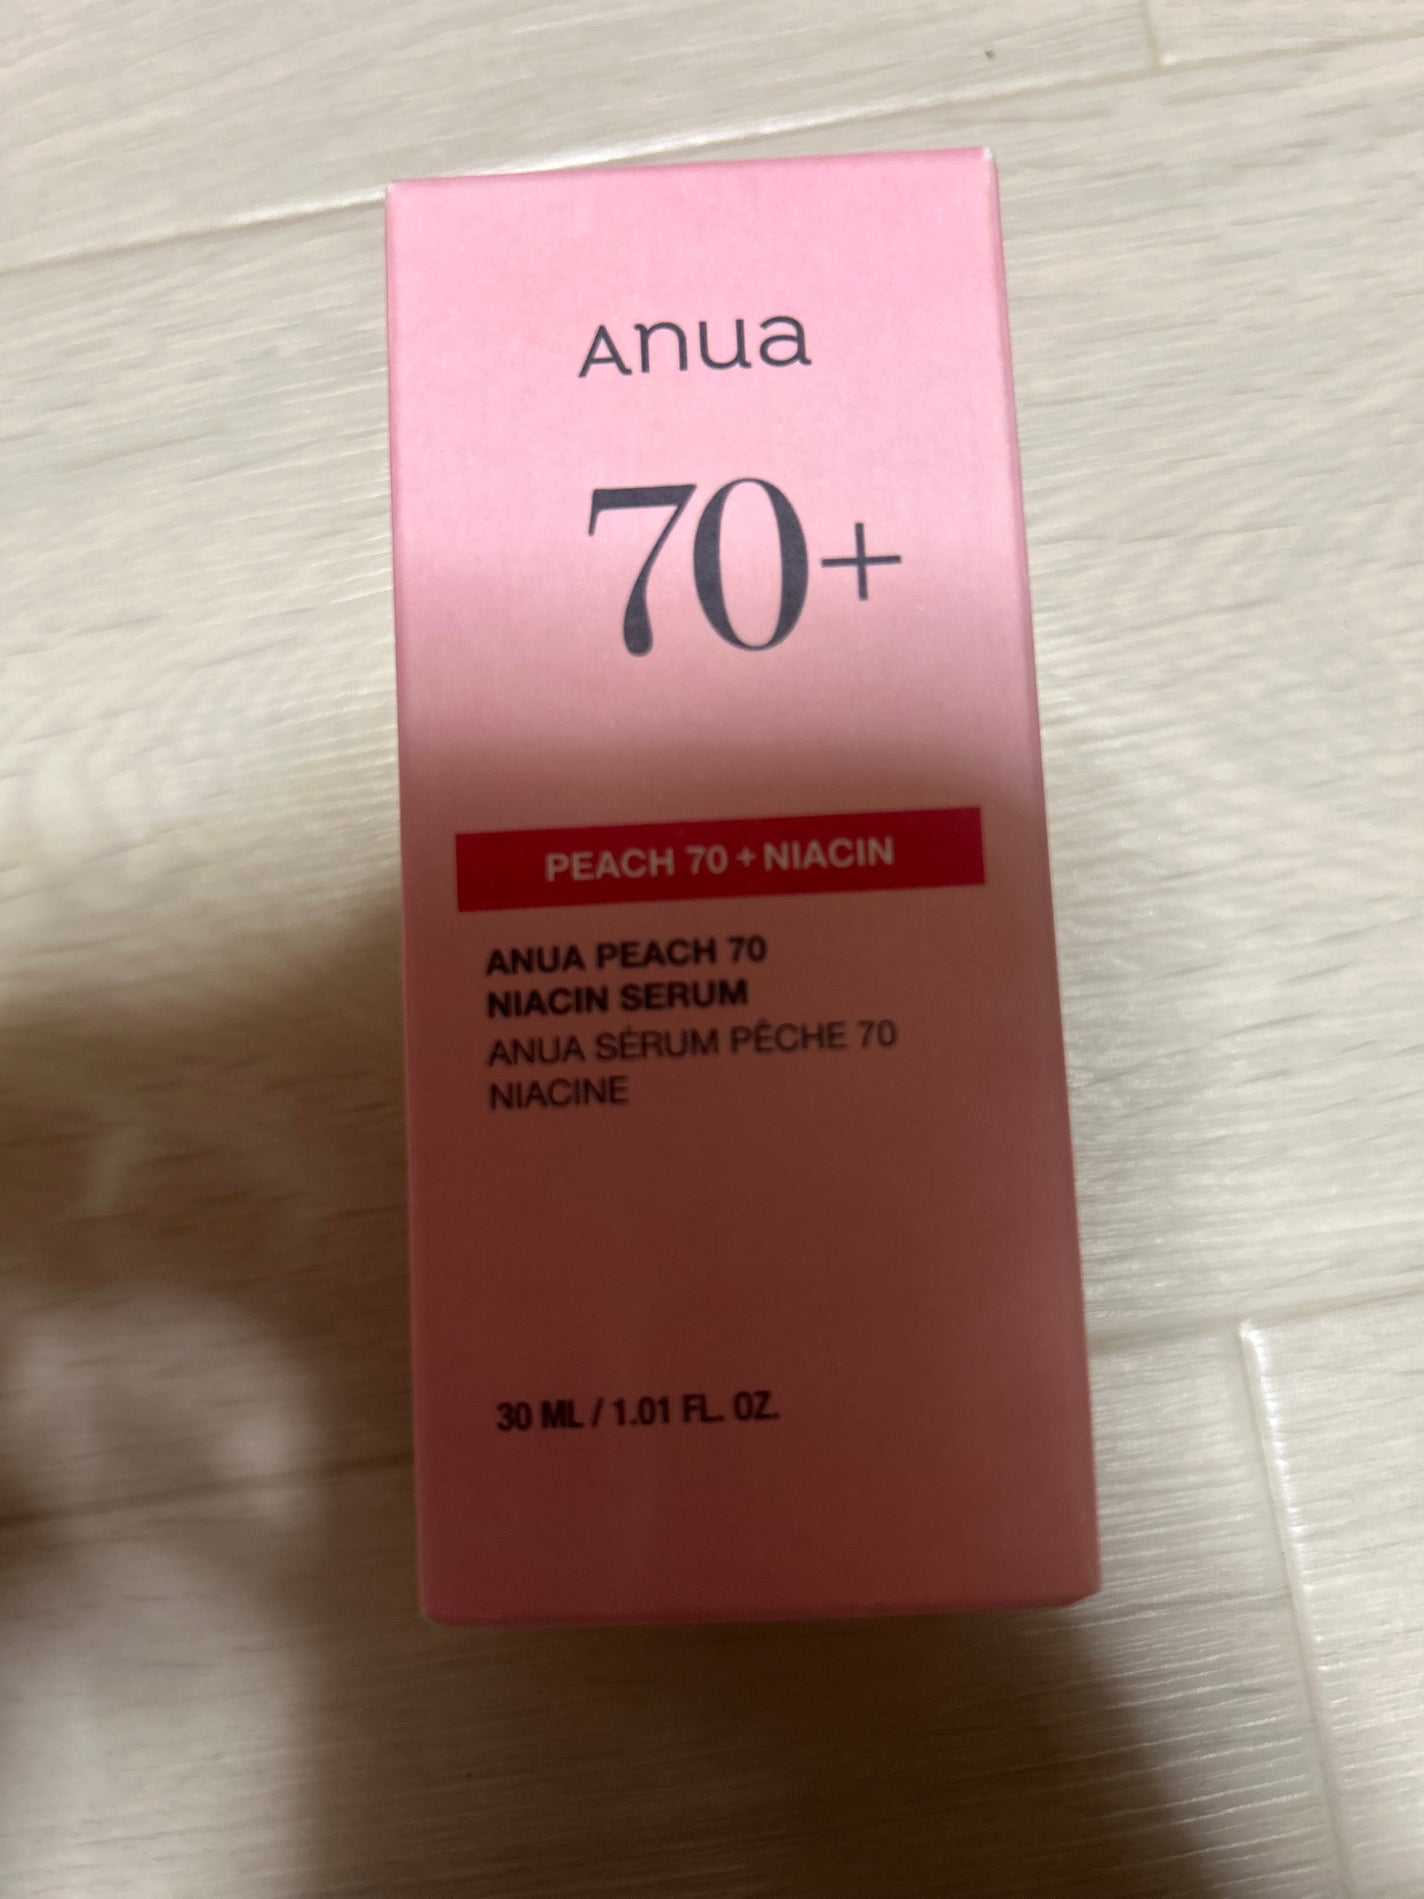 Anua
70+
PEACH 70 + NIACIN
ANUA PEACH 70
NIACIN SERUM
ANUA SÉRUM PÊCHE 70
NIACINE
30 ML / 1.01 FL. OZ.